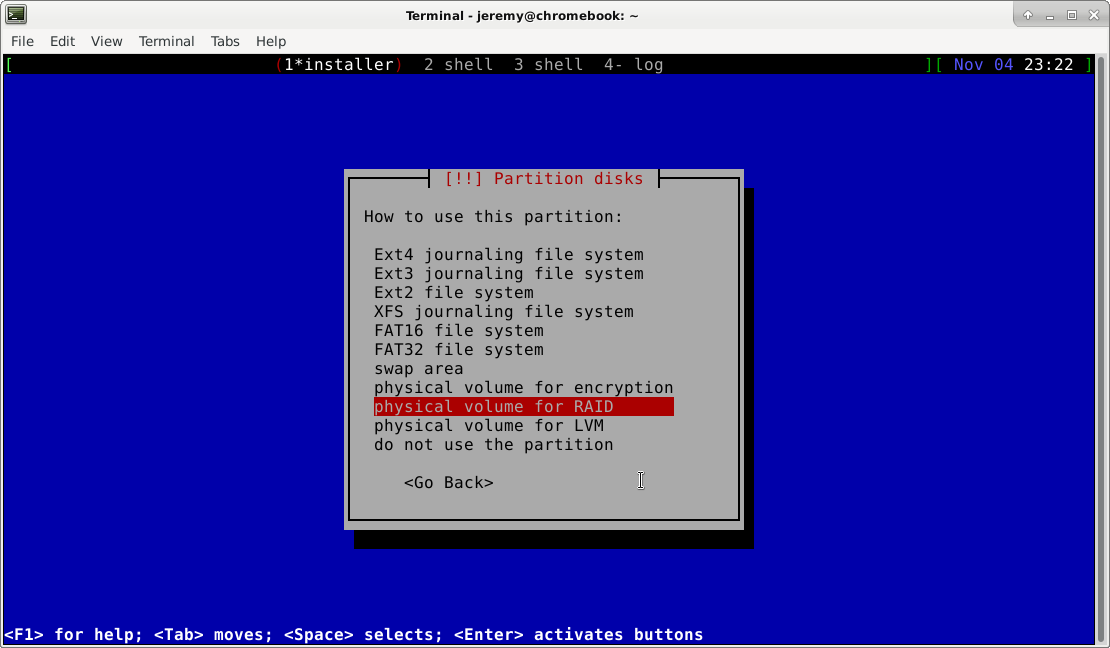 Terminal - jeremy@chromebook: ~
File Edit View Terminal Tabs Help
[ (1*installer) 2 shell 3 shell 4- log ][ Nov 04 23:22 ]
[!!] Partition disks
How to use this partition:
Ext4 journaling file system
Ext3 journaling file system
Ext2 file system
XFS journaling file system
FAT16 file system
FAT32 file system
swap area
physical volume for encryption
physical volume for RAID
physical volume for LVM
do not use the partition
<Go Back>
<F1> for help; <Tab> moves; <Space> selects; <Enter> activates buttons